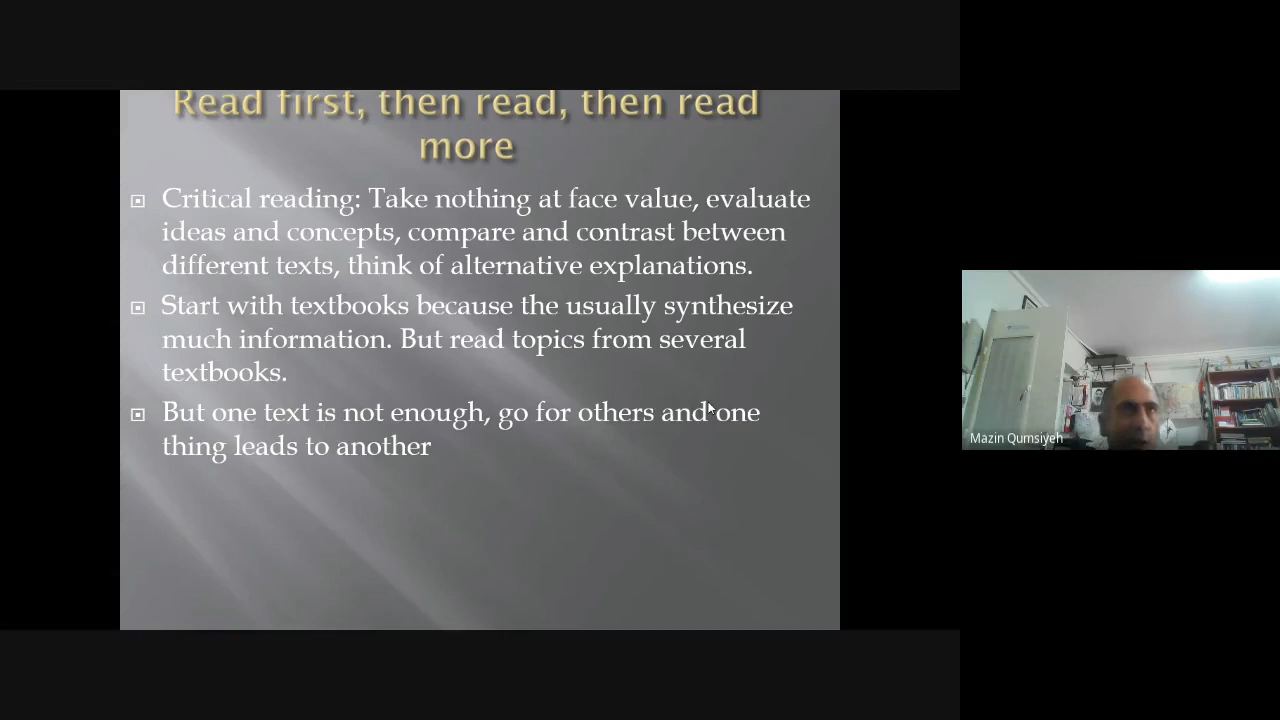 Read first, then read, then read
more
Critical reading: Take nothing at face value, evaluate
ideas and concepts, compare and contrast between
different texts, think of alternative explanations.
Start with textbooks because the usually synthesize
much information. But read topics from several
textbooks.
But one text is not enough, go for others and one
thing leads to another
Mazin Qumsiyeh